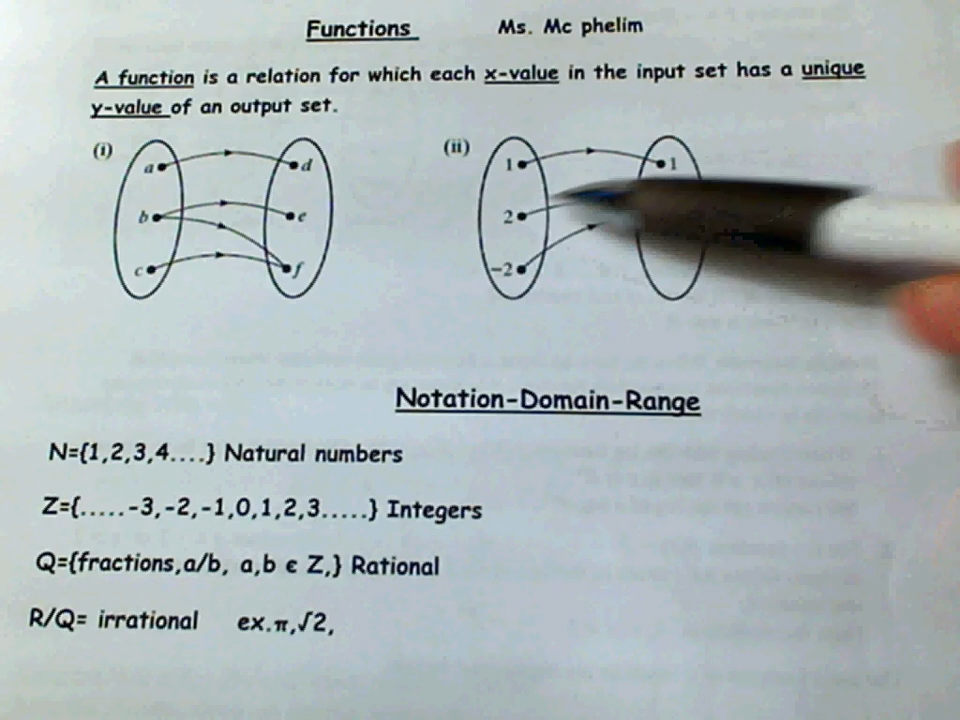 Functions Ms. Mc phelim
A function is a relation for which each x-value in the input set has a unique
y-value of an output set.
(i) (ii)
a d 1 1
b e 2
c f -2
Notation-Domain-Range
N={1,2,3,4....} Natural numbers
Z={.....-3,-2,-1,0,1,2,3.....} Integers
Q={fractions,a/b, a,b ϵ Z,} Rational
R/Q= irrational ex.π,√2,